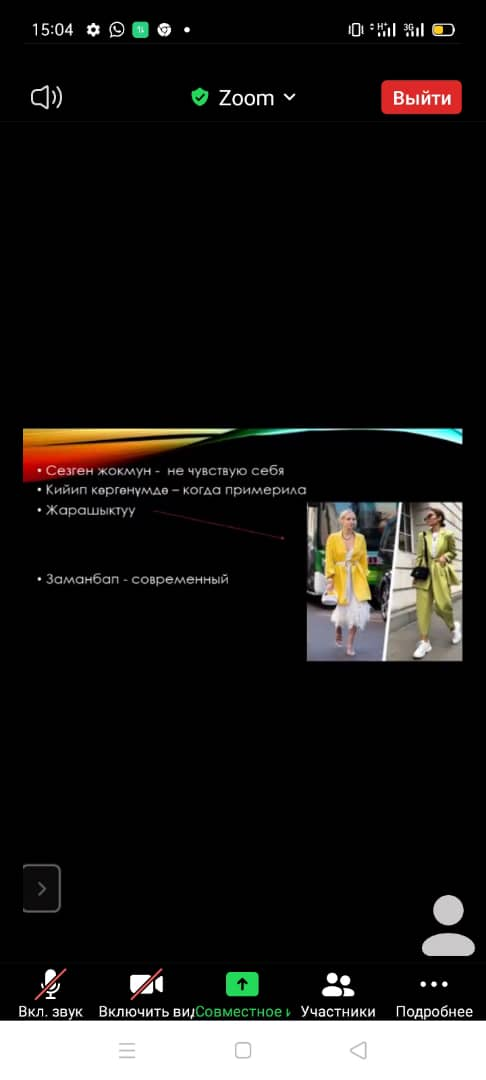 15:04
Zoom
Выйти
• Сезген жокмун - не чувствую себя
• Кийип көргөнүмдө – когда примерила
• Жарашыктуу
• Заманбап - современный
Вкл. звук Включить вид Совместное и Участники Подробнее